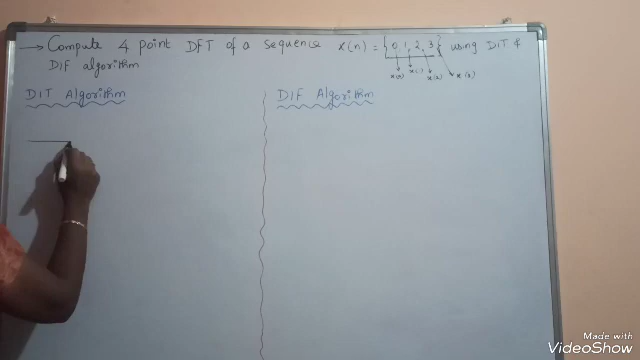 → Compute 4 point DFT of a sequence x(n) = {0, 1, 2, 3} using DIT &
x(0) x(1) x(2) x(3)
DIF algorithm
DIT Algorithm
DIF Algorithm
Made with
VideoShow